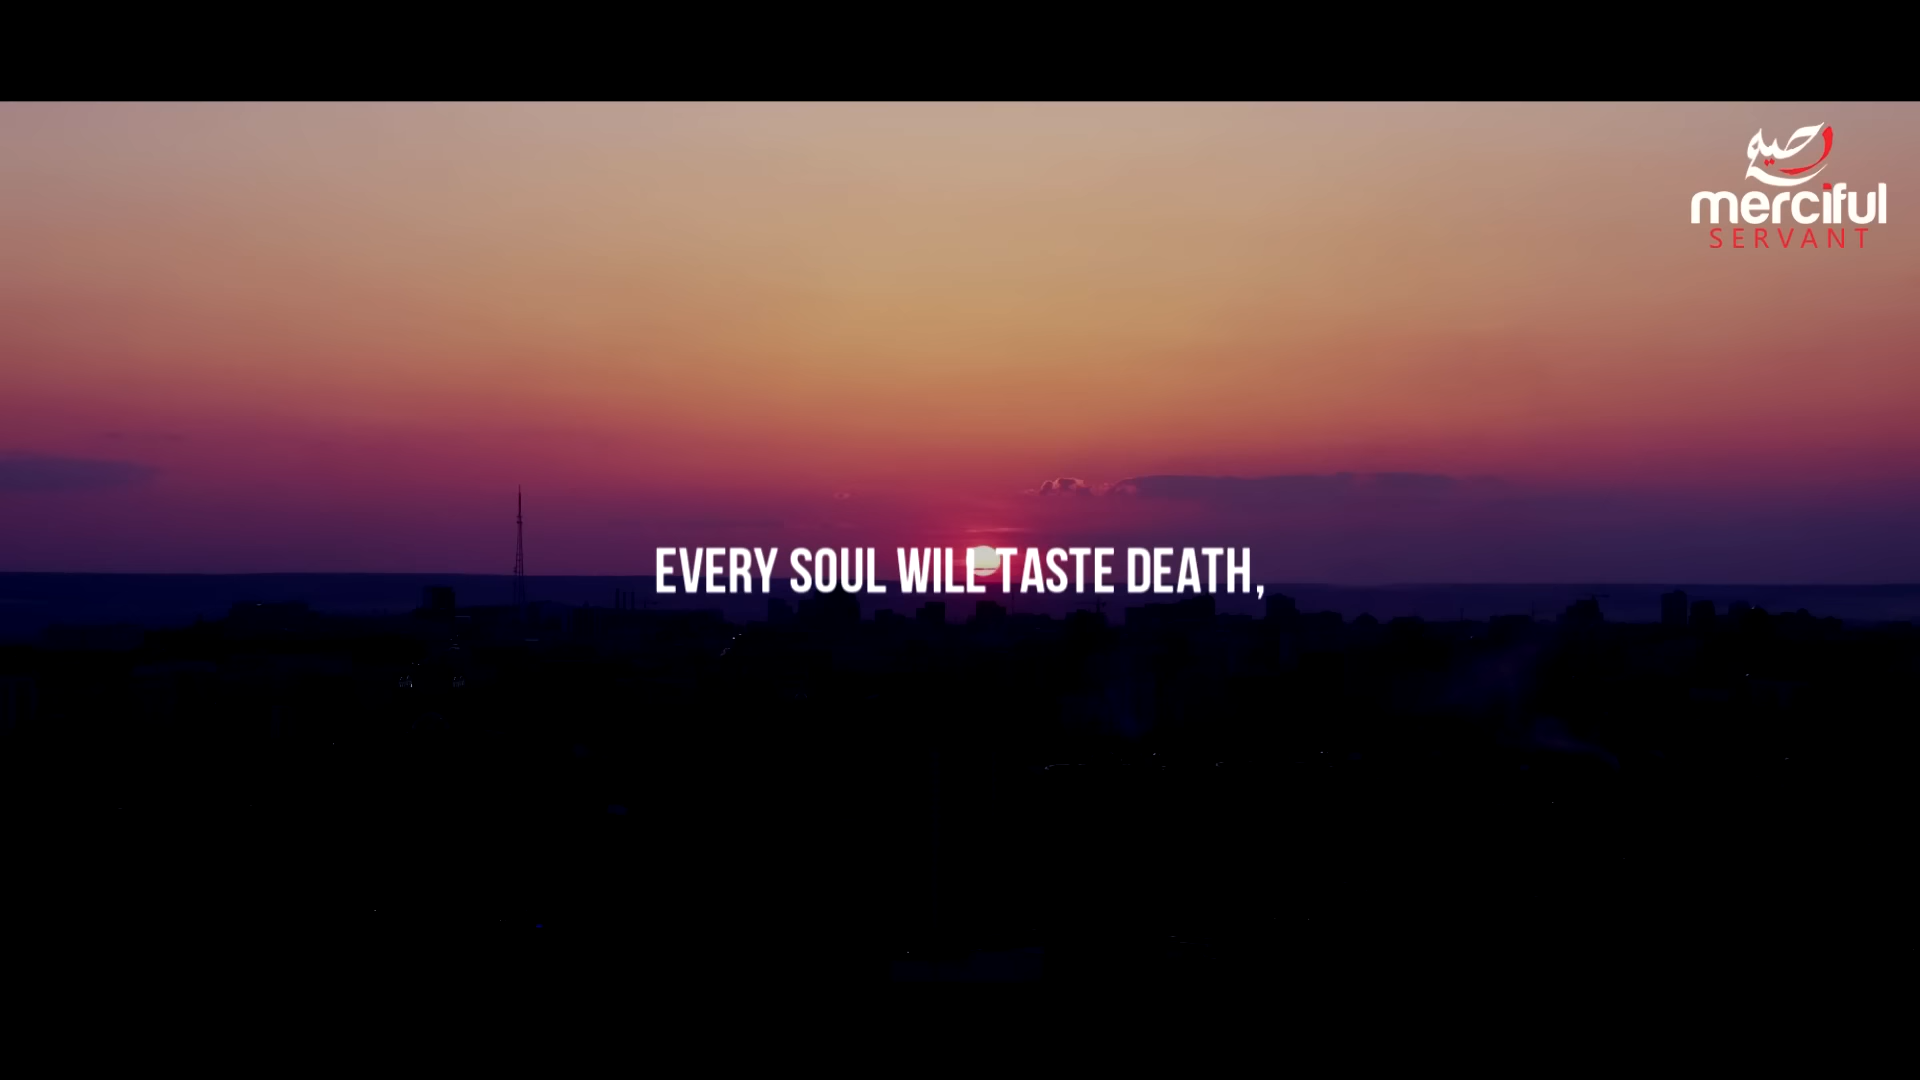 رحيم
merciful
SERVANT
EVERY SOUL WILL TASTE DEATH,